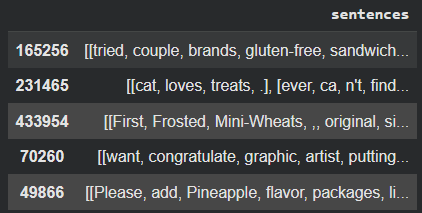 sentences
165256 [[tried, couple, brands, gluten-free, sandwich...
231465 [[cat, loves, treats, .], [ever, ca, n't, find...
433954 [[First, Frosted, Mini-Wheats, ,, original, si...
70260 [[want, congratulate, graphic, artist, putting...
49866 [[Please, add, Pineapple, flavor, packages, li...